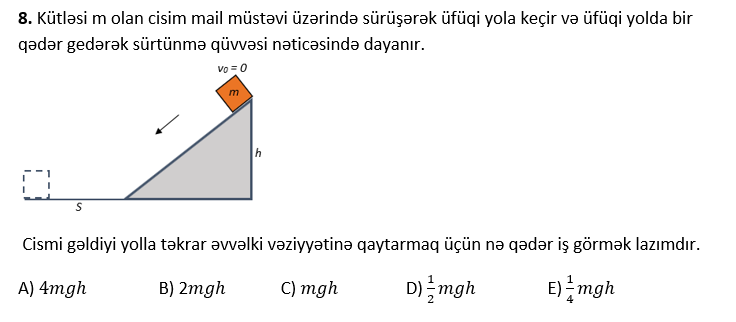 8. Kütləsi m olan cisim mail müstəvi üzərində sürüşərək üfüqi yola keçir və üfüqi yolda bir
qədər gedərək sürtünmə qüvvəsi nəticəsində dayanır.
v₀ = 0
m
h
s
Cismi gəldiyi yolla təkrar əvvəlki vəziyyətinə qaytarmaq üçün nə qədər iş görmək lazımdır.
A) 4mgh B) 2mgh C) mgh D) \frac{1}{2}mgh E) \frac{1}{4}mgh